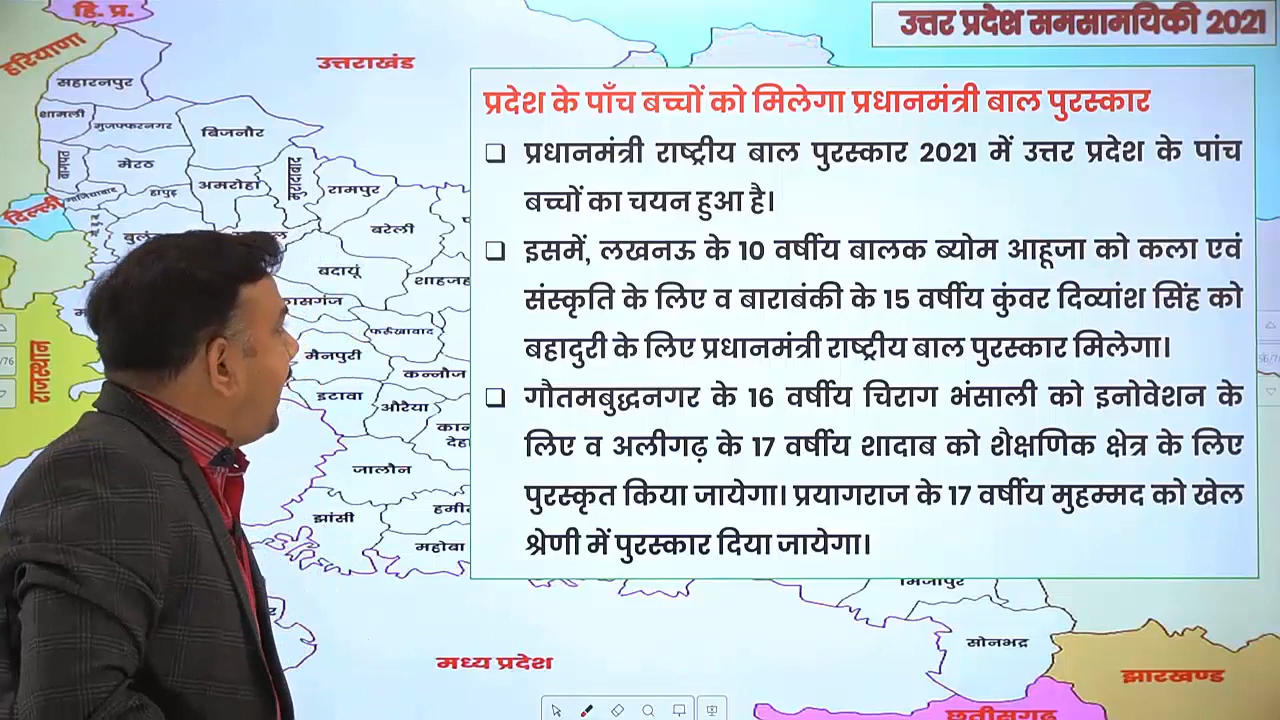 हि. प्र.
उत्तर प्रदेश समसामयिकी 2021
हरियाणा
उत्तराखंड
सहारनपुर
प्रदेश के पाँच बच्चों को मिलेगा प्रधानमंत्री बाल पुरस्कार
शामली
मुजफ्फरनगर
बिजनौर
❑ प्रधानमंत्री राष्ट्रीय बाल पुरस्कार 2021 में उत्तर प्रदेश के पांच
बच्चों का चयन हुआ है।
बागपत
मेरठ
मुरादाबाद
अमरोहा
रामपुर
हापुड़
गाजियाबाद
दिल्ली
बरेली
❑ इसमें, लखनऊ के 10 वर्षीय बालक ब्योम आहूजा को कला एवं
संस्कृति के लिए व बाराबंकी के 15 वर्षीय कुंवर दिव्यांश सिंह को
बहादुरी के लिए प्रधानमंत्री राष्ट्रीय बाल पुरस्कार मिलेगा।
बदायूं
शाहजह
कासगंज
फर्रुखाबाद
राजस्थान
मैनपुरी
कन्नौज
❑ गौतमबुद्धनगर के 16 वर्षीय चिराग भंसाली को इनोवेशन के
लिए व अलीगढ़ के 17 वर्षीय शादाब को शैक्षणिक क्षेत्र के लिए
पुरस्कृत किया जायेगा। प्रयागराज के 17 वर्षीय मुहम्मद को खेल
श्रेणी में पुरस्कार दिया जायेगा।
इटावा
औरैया
कान
देह
जालौन
झांसी
हमी
महोबा
मिर्जापुर
सोनभद्र
मध्य प्रदेश
झारखण्ड
छत्तीसगढ़